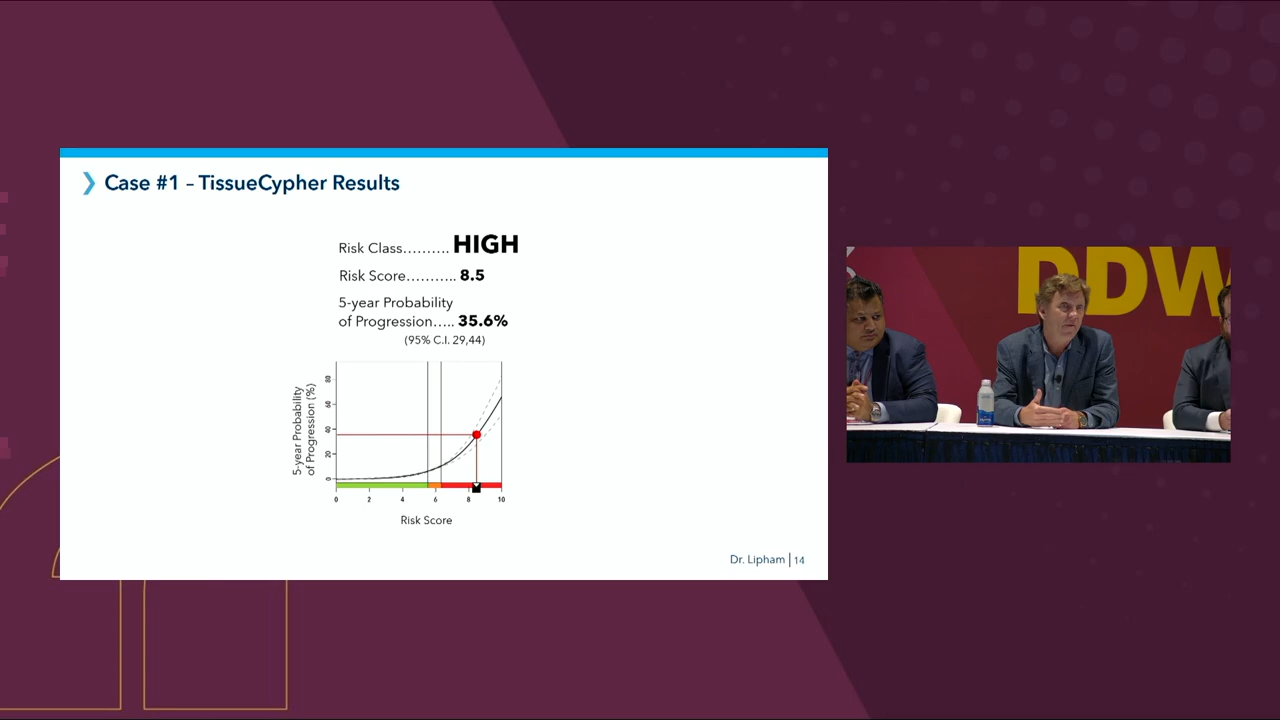 Case #1 – TissueCypher Results
Risk Class………. HIGH
Risk Score……….. 8.5
5-year Probability
of Progression….. 35.6%
(95% C.I. 29,44)
5-year Probability
of Progression (%)
80
60
40
20
0
0 2 4 6 8 10
Risk Score
Dr. Lipham | 14
DDW